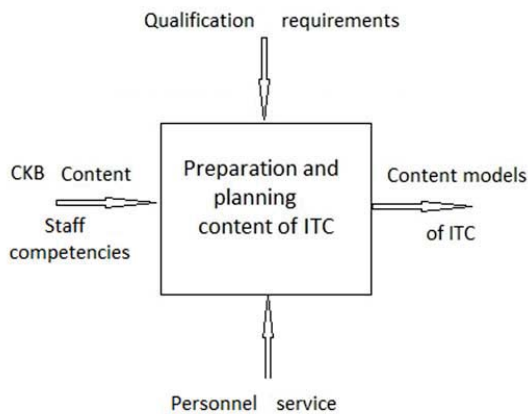 Qualification requirements
CKB Content
Staff
competencies
Preparation and
planning
content of ITC
Content models
of ITC
Personnel service